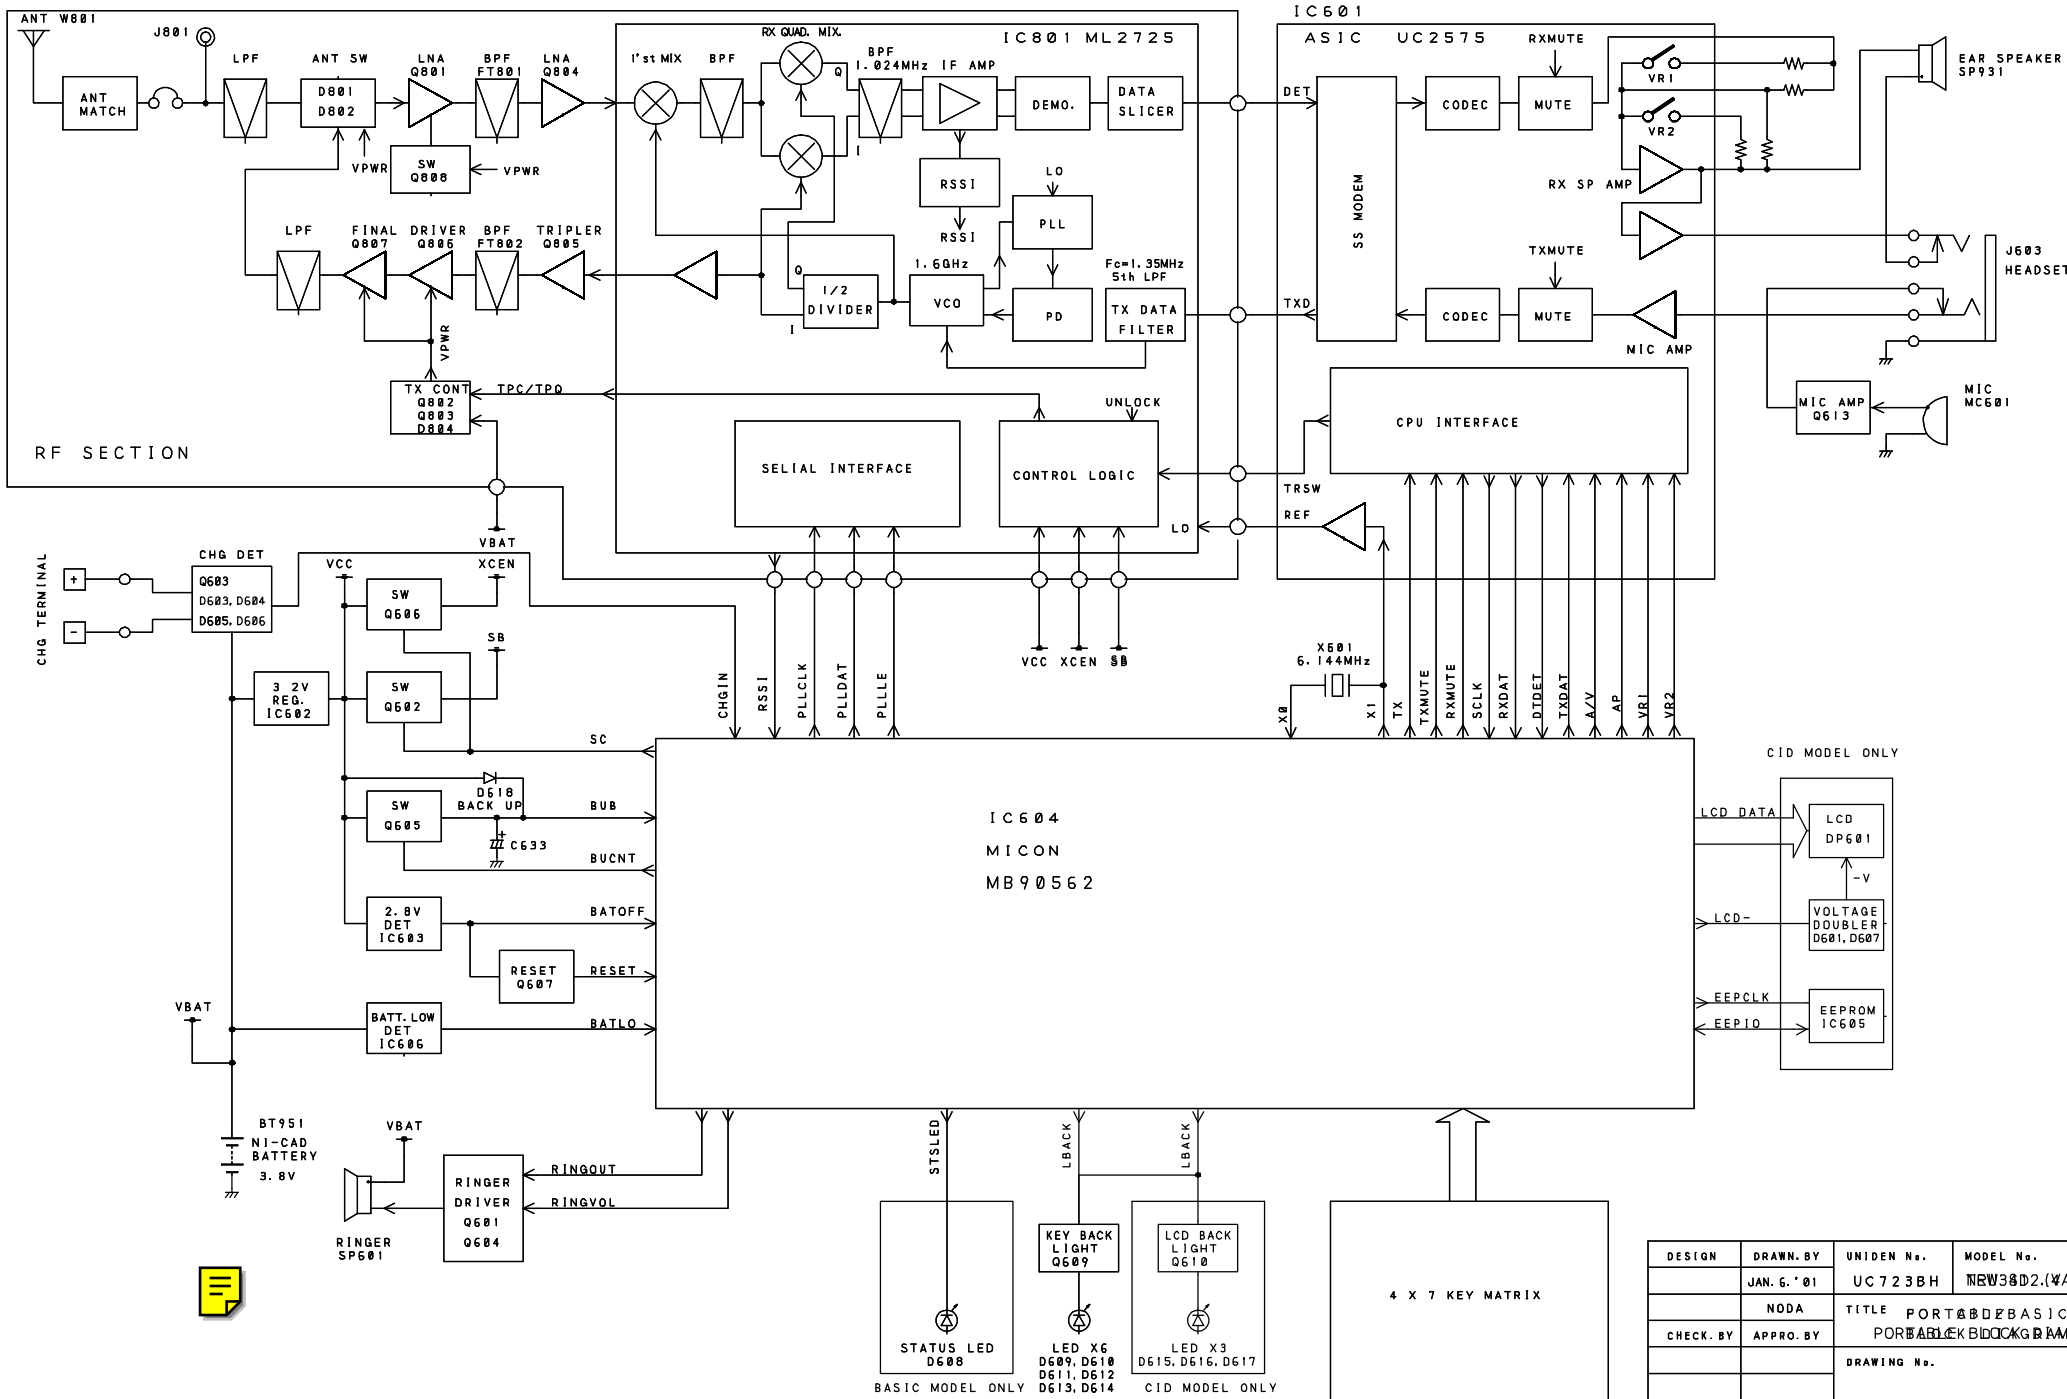 ANT W801
J801
LPF
ANT SW
LNA
Q801
BPF
FT801
LNA
Q804
ANT
MATCH
D801
D802
VPWR
SW
Q808
VPWR
LPF
FINAL
Q807
DRIVER
Q806
BPF
FT802
TRIPLER
Q805
VPWR
TX CONT
Q802
Q803
D804
TPC/TPQ
RF SECTION
IC801 ML2725
1'st MIX
BPF
RX QUAD. MIX.
Q
I
BPF
1.024MHz IF AMP
DEMO.
DATA
SLICER
RSSI
RSSI
LO
PLL
1.6GHz
VCO
PD
Q
1/2
DIVIDER
I
Fc=1.35MHz
5th LPF
TX DATA
FILTER
UNLOCK
SELIAL INTERFACE
CONTROL LOGIC
LO
IC601
ASIC UC2575
DET
SS MODEM
CODEC
MUTE
RXMUTE
VR1
VR2
RX SP AMP
TXMUTE
TXD
CODEC
MUTE
MIC AMP
CPU INTERFACE
TRSW
REF
EAR SPEAKER
SP931
J603
HEADSET
MIC AMP
Q613
MIC
MC601
CHG TERMINAL
+
-
CHG DET
Q603
D603, D604
D605, D606
VCC
SW
Q606
VBAT
XCEN
SB
3 2V
REG.
IC602
SW
Q602
SC
D618
BACK UP
SW
Q605
BUB
+
C633
BUCNT
2.8V
DET
IC603
BATOFF
RESET
Q607
RESET
VBAT
BATT.LOW
DET
IC606
BATLO
CHGIN
RSSI
PLLCLK
PLLDAT
PLLLE
VCC XCEN SB
X601
6.144MHz
X0
X1
TX
TXMUTE
RXMUTE
SCLK
RXDAT
DTDET
TXDAT
A/V
AP
VR1
VR2
IC604
MICON
MB90562
CID MODEL ONLY
LCD DATA
LCD
DP601
-V
LCD-
VOLTAGE
DOUBLER
D601, D607
EEPCLK
EEPIO
EEPROM
IC605
BT951
NI-CAD
BATTERY
3.8V
VBAT
RINGER
SP601
RINGER
DRIVER
Q601
Q604
RINGOUT
RINGVOL
STSLED
LBACK
LBACK
KEY BACK
LIGHT
Q609
LCD BACK
LIGHT
Q610
STATUS LED
D608
BASIC MODEL ONLY
LED X6
D609, D610
D611, D612
D613, D614
LED X3
D615, D616, D617
CID MODEL ONLY
4 X 7 KEY MATRIX
DESIGN
DRAWN.BY
UNIDEN No.
MODEL No.
JAN. 6.'01
UC723BH
NODA
TITLE
CHECK.BY
APPRO.BY
DRAWING No.